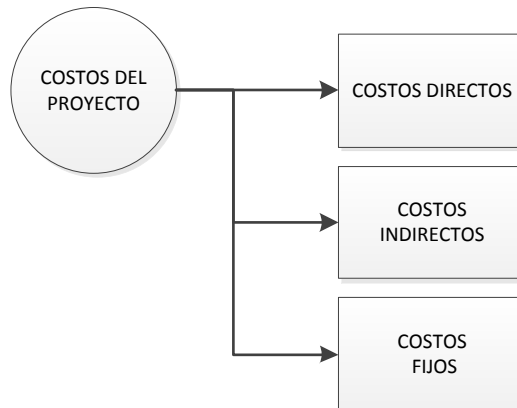 COSTOS DEL
PROYECTO
COSTOS DIRECTOS
COSTOS
INDIRECTOS
COSTOS
FIJOS